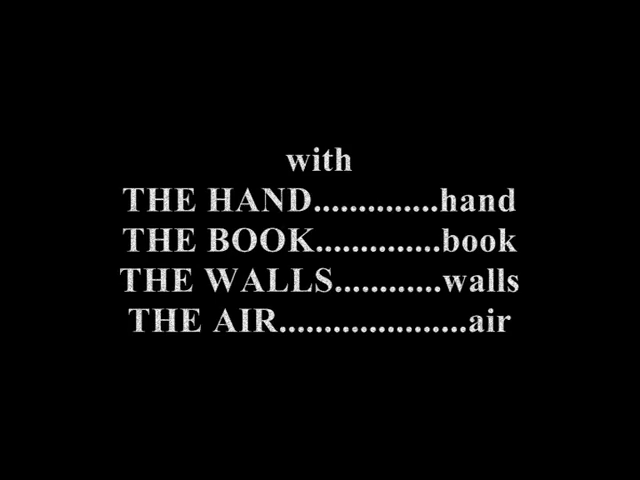 with
THE HAND..............hand
THE BOOK..............book
THE WALLS............walls
THE AIR.....................air